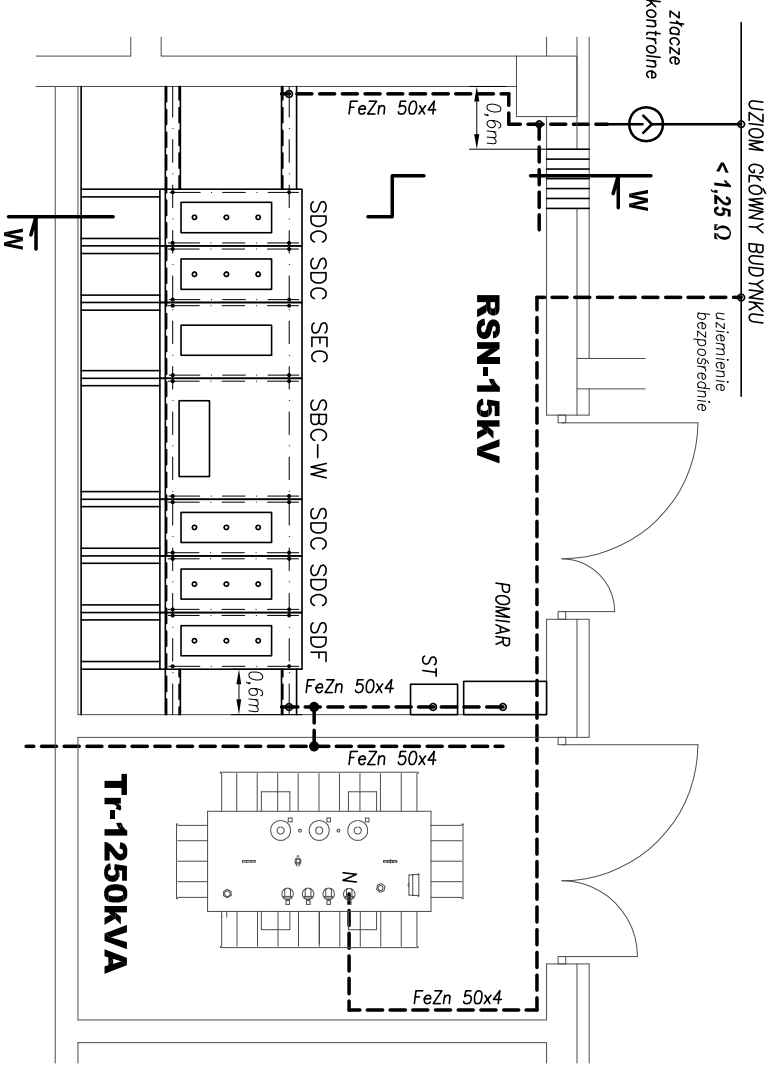 złacze
kontrolne
UZIOM GŁÓWNY BUDYNKU
< 1,25 Ω
uziemienie
bezpośrednie
FeZn 50x4
0,6m
W
W
SDC
SDC
SEC
SBC-W
SDC
SDC
SDF
RSN-15kV
POMIAR
ST
0,6m
FeZn 50x4
FeZn 50x4
Tr-1250kVA
N
FeZn 50x4